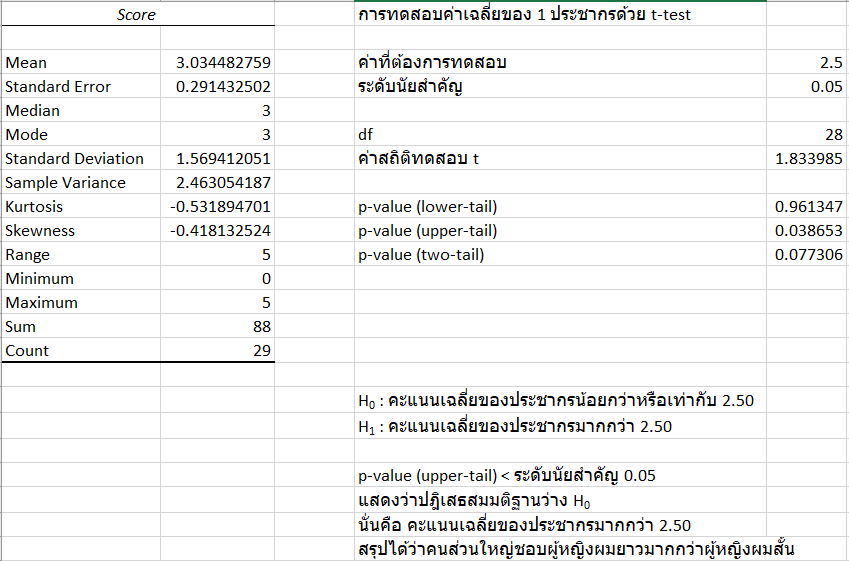 Score
การทดสอบค่าเฉลี่ยของ 1 ประชากรด้วย t-test
Mean 3.034482759 ค่าที่ต้องการทดสอบ 2.5
Standard Error 0.291432502 ระดับนัยสำคัญ 0.05
Median 3
Mode 3 df 28
Standard Deviation 1.569412051 ค่าสถิติทดสอบ t 1.833985
Sample Variance 2.463054187
Kurtosis -0.531894701 p-value (lower-tail) 0.961347
Skewness -0.418132524 p-value (upper-tail) 0.038653
Range 5 p-value (two-tail) 0.077306
Minimum 0
Maximum 5
Sum 88
Count 29
H₀ : คะแนนเฉลี่ยของประชากรน้อยกว่าหรือเท่ากับ 2.50
H₁ : คะแนนเฉลี่ยของประชากรมากกว่า 2.50
p-value (upper-tail) < ระดับนัยสำคัญ 0.05
แสดงว่าปฏิเสธสมมติฐานว่าง H₀
นั่นคือ คะแนนเฉลี่ยของประชากรมากกว่า 2.50
สรุปได้ว่าคนส่วนใหญ่ชอบผู้หญิงผมยาวมากกว่าผู้หญิงผมสั้น